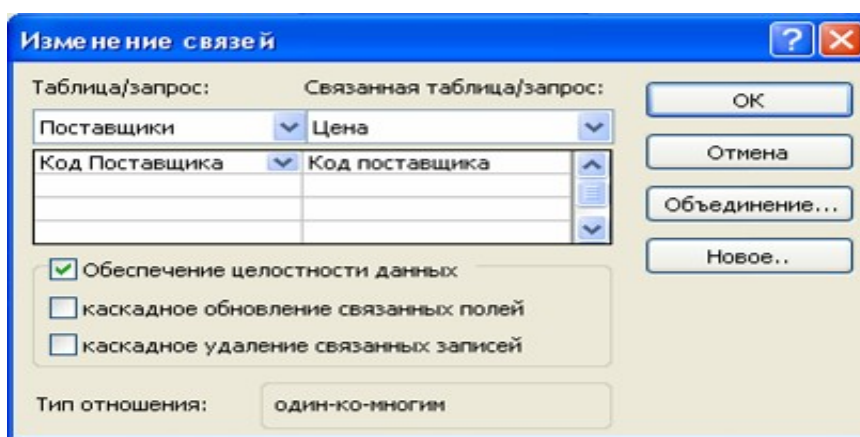 Изменение связей
Таблица/запрос: Связанная таблица/запрос:
Поставщики Цена
Код Поставщика Код поставщика
Обеспечение целостности данных
каскадное обновление связанных полей
каскадное удаление связанных записей
Тип отношения: один-ко-многим
ОК
Отмена
Объединение...
Новое..